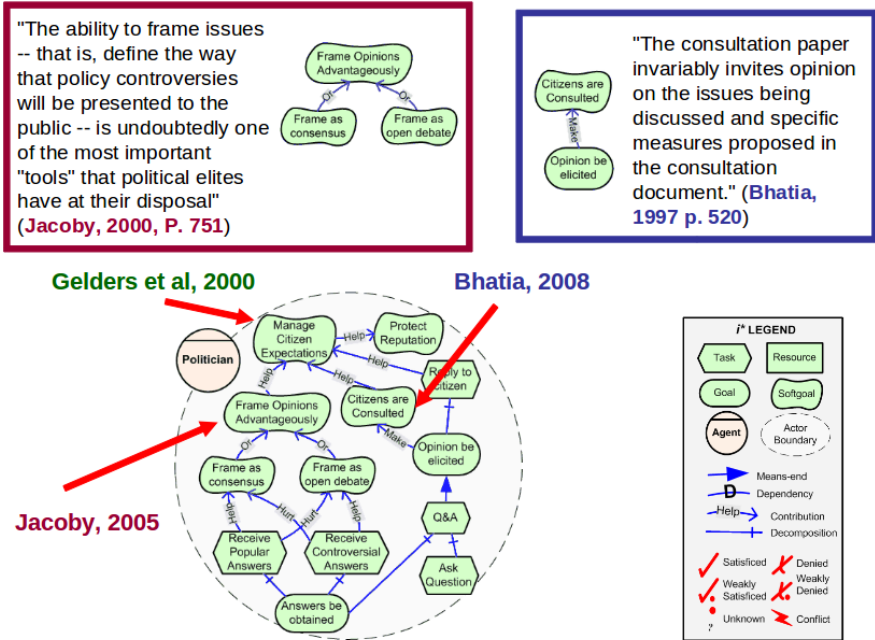 "The ability to frame issues
-- that is, define the way
that policy controversies
will be presented to the
public -- is undoubtedly one
of the most important
"tools" that political elites
have at their disposal"
(Jacoby, 2000, P. 751)
Frame Opinions
Advantageously
Or
Or
Frame as
consensus
Frame as
open debate
"The consultation paper
invariably invites opinion
on the issues being
discussed and specific
measures proposed in
the consultation
document." (Bhatia,
1997 p. 520)
Citizens are
Consulted
Make
Opinion be
elicited
Gelders et al, 2000
Bhatia, 2008
Jacoby, 2005
Politician
Manage
Citizen
Expectations
Help
Protect
Reputation
Help
Reply to
citizen
Help
Help
Frame Opinions
Advantageously
Citizens are
Consulted
Or
Or
Make
Opinion be
elicited
Frame as
consensus
Frame as
open debate
Help
Hurt
Hurt
Help
Q&A
Receive
Popular
Answers
Receive
Controversial
Answers
Ask
Question
Answers be
obtained
i* LEGEND
Task
Resource
Goal
Softgoal
Agent
Actor
Boundary
Means-end
D
Dependency
Help
Contribution
Decomposition
Satisficed
Denied
Weakly
Satisficed
Weakly
Denied
?
Unknown
Conflict